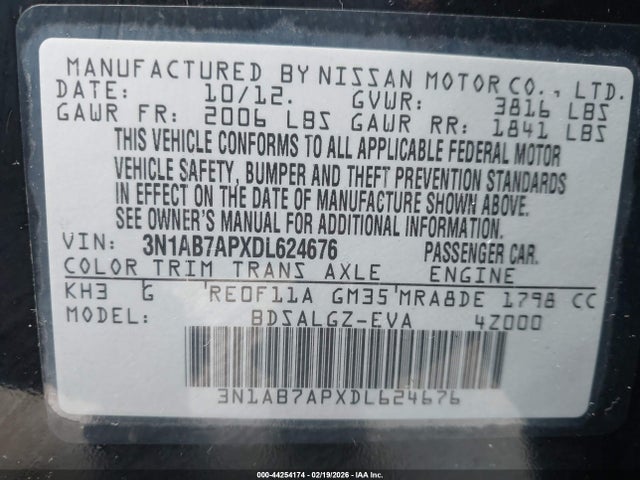 MANUFACTURED BY NISSAN MOTOR CO., LTD.
DATE: 10/12. GVWR: 3816 LBS
GAWR FR: 2006 LBS GAWR RR: 1841 LBS
THIS VEHICLE CONFORMS TO ALL APPLICABLE FEDERAL MOTOR
VEHICLE SAFETY, BUMPER AND THEFT PREVENTION STANDARDS
IN EFFECT ON THE DATE OF MANUFACTURE SHOWN ABOVE.
SEE OWNER'S MANUAL FOR ADDITIONAL INFORMATION.
VIN: 3N1AB7APXDL624676 PASSENGER CAR.
COLOR TRIM TRANS AXLE ENGINE
KH3 G RE0F11A GM35 MRA8DE 1798 CC
MODEL: BDSALGZ-EVA 4Z000
3N1AB7APXDL624676
000-44254174 - 02/19/2026 - IAA Inc.